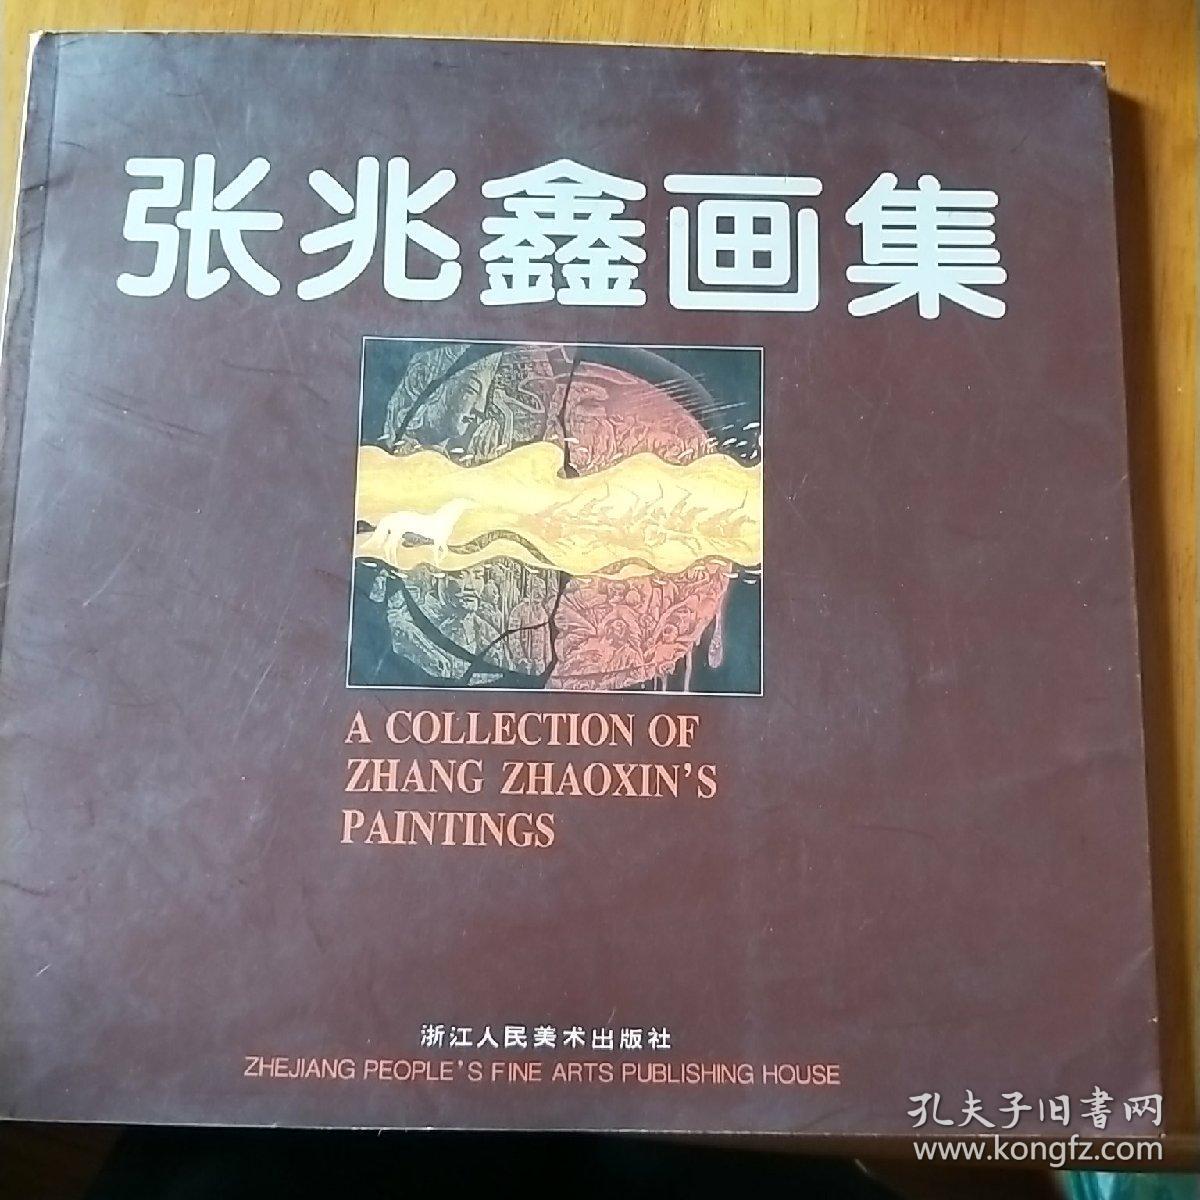 张兆鑫画集
A COLLECTION OF
ZHANG ZHAOXIN'S
PAINTINGS
浙江人民美术出版社
ZHEJIANG PEOPLE'S FINE ARTS PUBLISHING HOUSE
孔夫子旧書网
www.kongfz.com